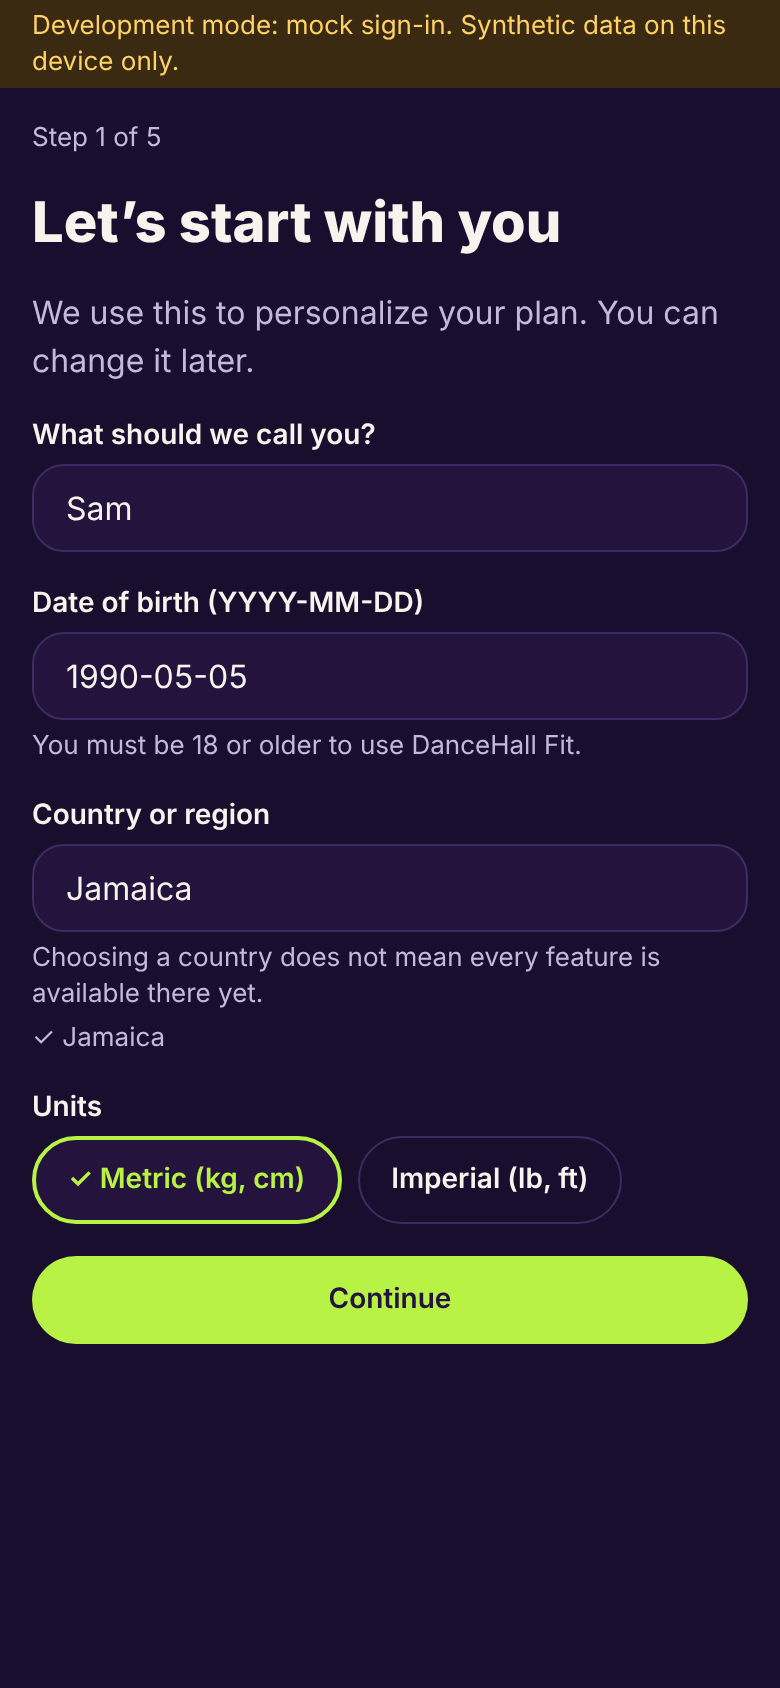 Development mode: mock sign-in. Synthetic data on this
device only.
Step 1 of 5
Let’s start with you
We use this to personalize your plan. You can
change it later.
What should we call you?
Sam
Date of birth (YYYY-MM-DD)
1990-05-05
You must be 18 or older to use DanceHall Fit.
Country or region
Jamaica
Choosing a country does not mean every feature is
available there yet.
✓ Jamaica
Units
✓ Metric (kg, cm) Imperial (lb, ft)
Continue